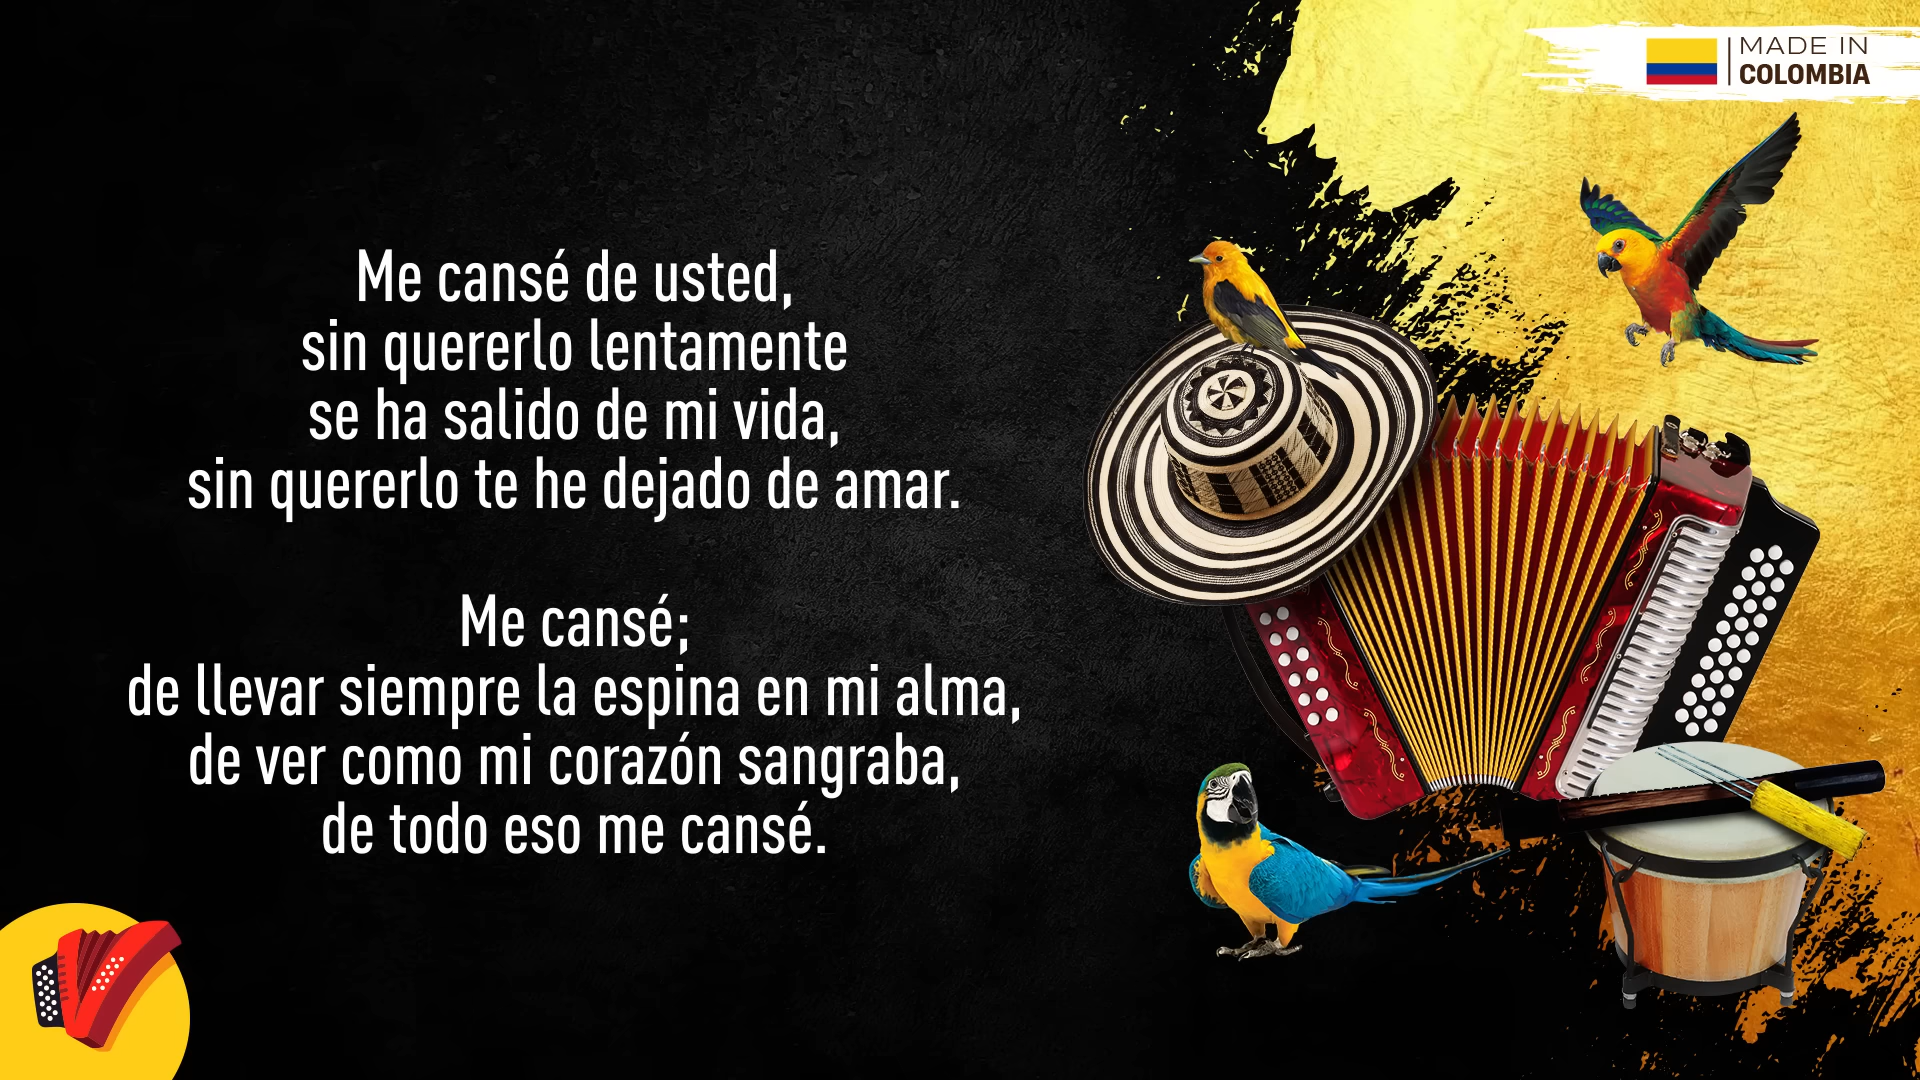 MADE IN
COLOMBIA
Me cansé de usted,
sin quererlo lentamente
se ha salido de mi vida,
sin quererlo te he dejado de amar.
Me cansé;
de llevar siempre la espina en mi alma,
de ver como mi corazón sangraba,
de todo eso me cansé.